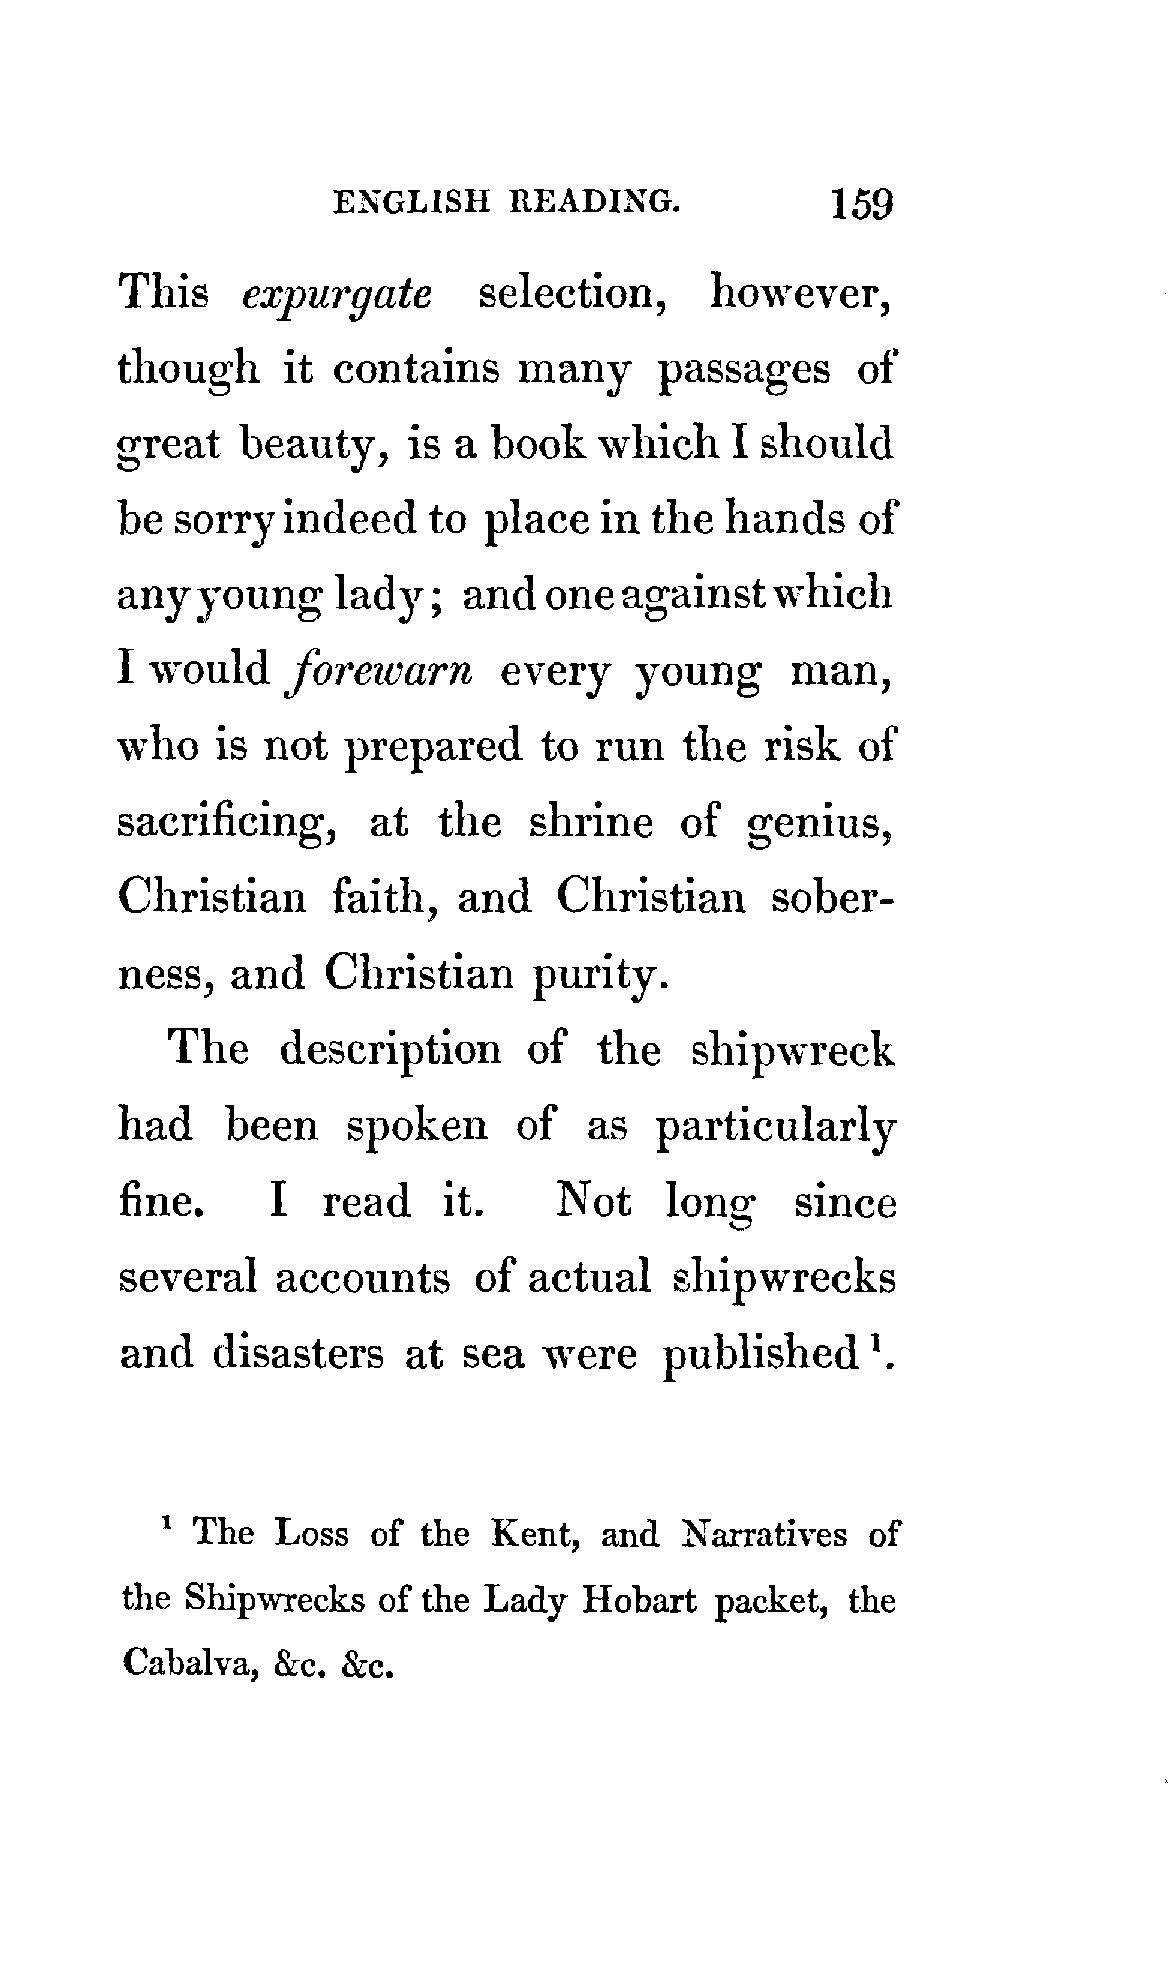 ENGLISH READING. 159
This expurgate selection, however,
though it contains many passages of
great beauty, is a book which I should
be sorry indeed to place in the hands of
any young lady; and one against which
I would forewarn every young man,
who is not prepared to run the risk of
sacrificing, at the shrine of genius,
Christian faith, and Christian sober-
ness, and Christian purity.
The description of the shipwreck
had been spoken of as particularly
fine. I read it. Not long since
several accounts of actual shipwrecks
and disasters at sea were published ¹.
¹ The Loss of the Kent, and Narratives of
the Shipwrecks of the Lady Hobart packet, the
Cabalva, &c. &c.